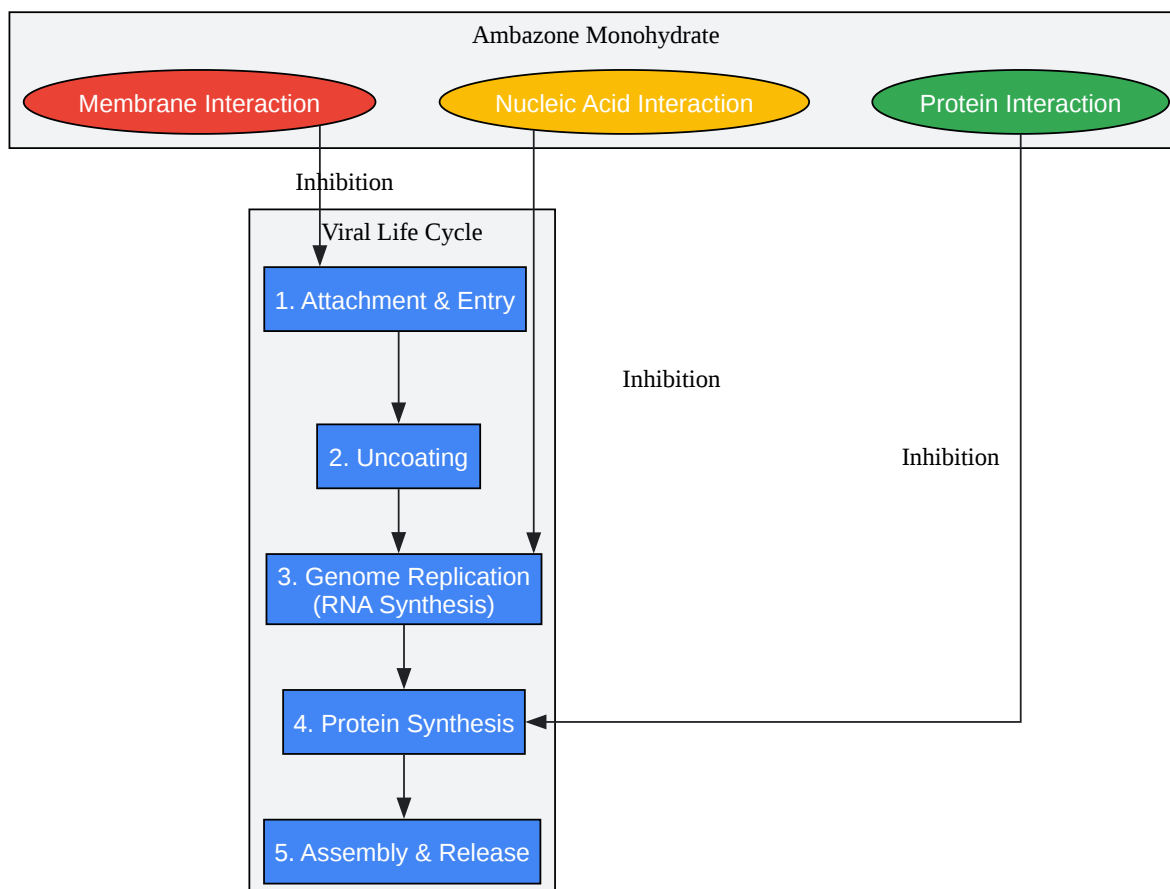 Ambazone Monohydrate
Membrane Interaction
Nucleic Acid Interaction
Protein Interaction
Inhibition
Viral Life Cycle
1. Attachment & Entry
Inhibition
Inhibition
2. Uncoating
3. Genome Replication
(RNA Synthesis)
4. Protein Synthesis
5. Assembly & Release